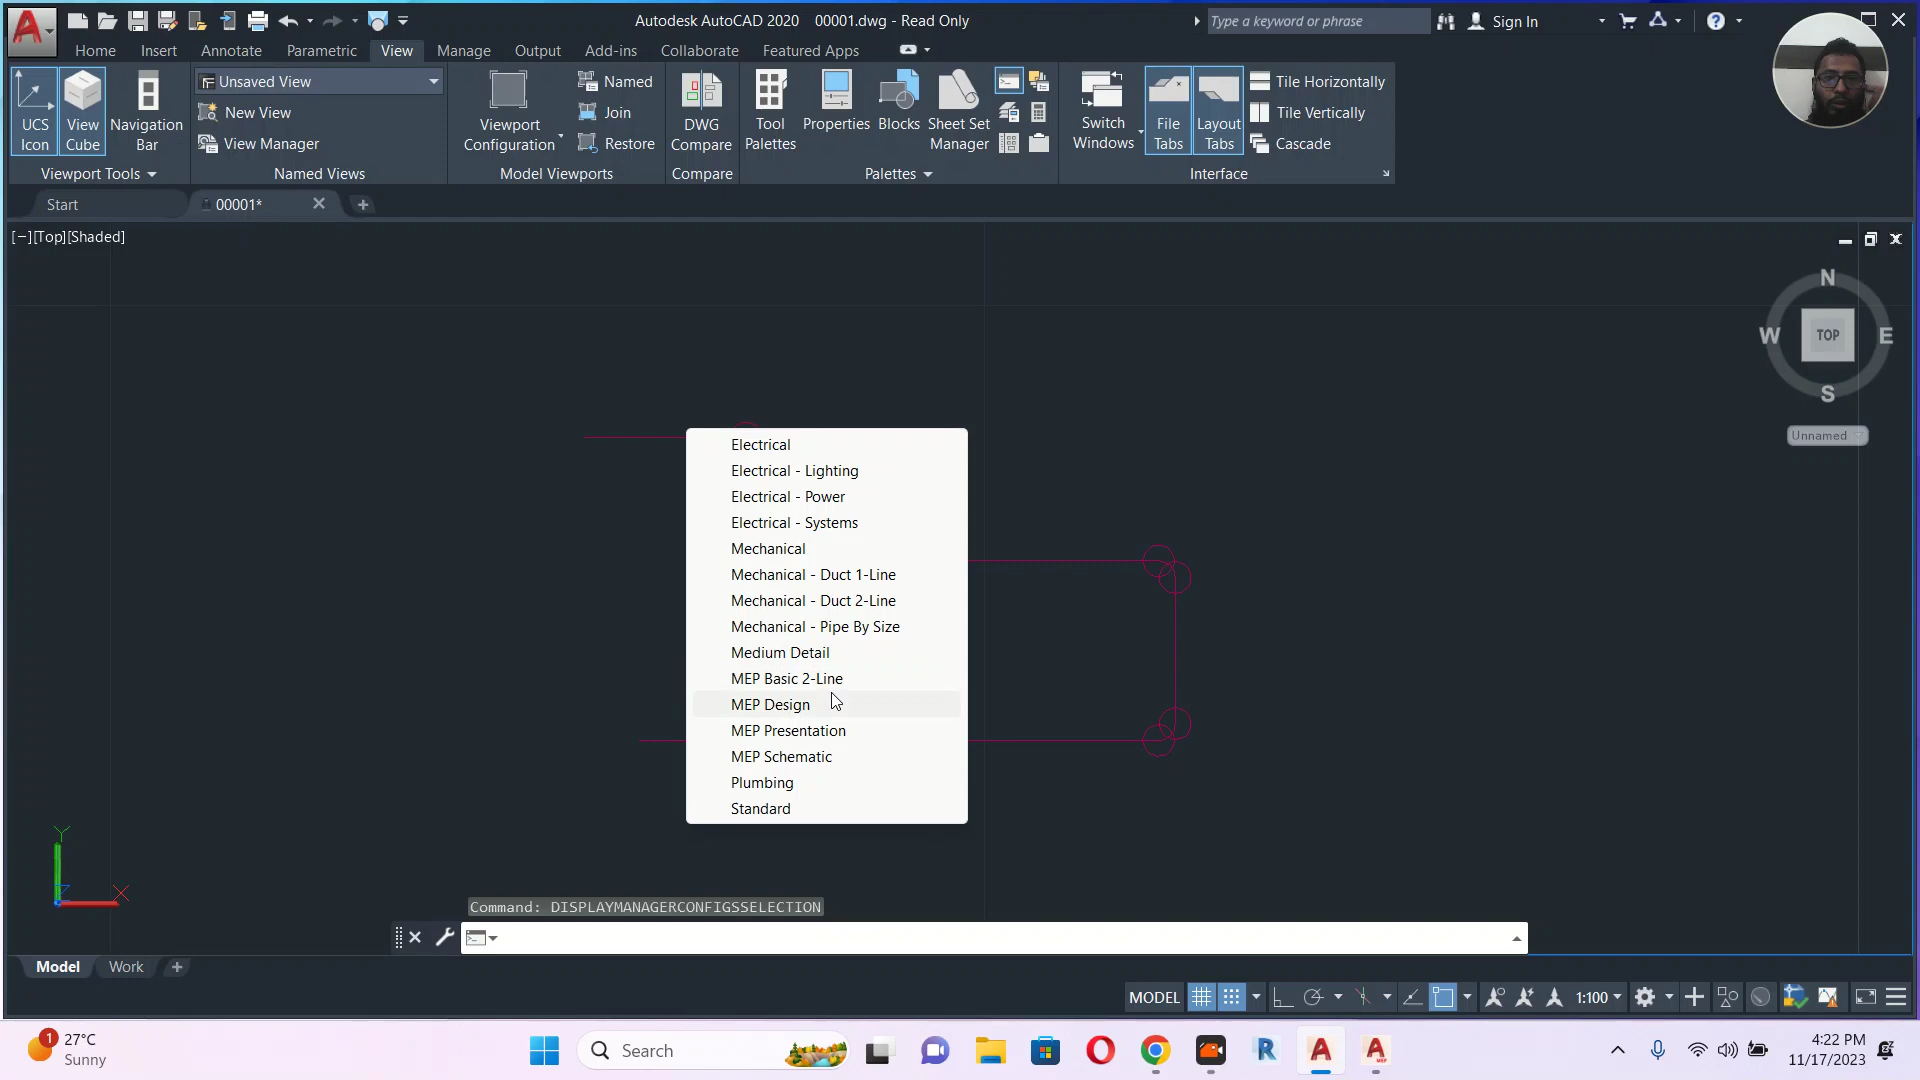 Autodesk AutoCAD 2020 00001.dwg - Read Only
Type a keyword or phrase
Sign In
Home Insert Annotate Parametric View Manage Output Add-ins Collaborate Featured Apps
UCS Icon
View Cube
Navigation Bar
Unsaved View
New View
View Manager
Viewport Configuration
Named
Join
Restore
DWG Compare
Tool Palettes
Properties
Blocks
Sheet Set Manager
Switch Windows
File Tabs
Layout Tabs
Tile Horizontally
Tile Vertically
Cascade
Viewport Tools
Named Views
Model Viewports
Compare
Palettes
Interface
Start
00001*
[−][Top][Shaded]
N
W
TOP
E
S
Unnamed
Electrical
Electrical - Lighting
Electrical - Power
Electrical - Systems
Mechanical
Mechanical - Duct 1-Line
Mechanical - Duct 2-Line
Mechanical - Pipe By Size
Medium Detail
MEP Basic 2-Line
MEP Design
MEP Presentation
MEP Schematic
Plumbing
Standard
Y
X
Command: DISPLAYMANAGERCONFIGSSELECTION
Model Work
MODEL
1:100
1
27°C
Sunny
Search
4:22 PM
11/17/2023